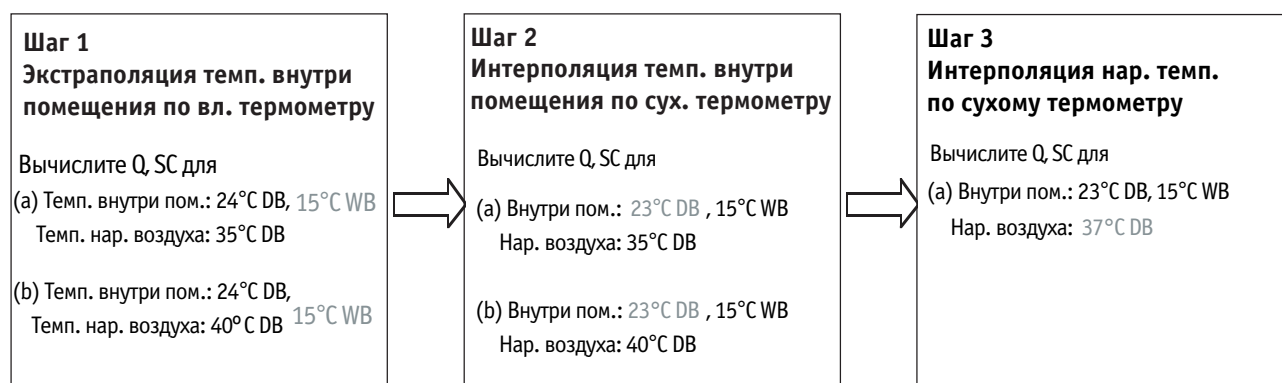 Шаг 1
Экстраполяция темп. внутри
помещения по вл. термометру
Вычислите Q, SC для
(a) Темп. внутри пом.: 24°C DB, 15°C WB
Темп. нар. воздуха: 35°C DB
(b) Темп. внутри пом.: 24°C DB,
Темп. нар. воздуха: 40°C DB 15°C WB
Шаг 2
Интерполяция темп. внутри
помещения по сух. термометру
Вычислите Q, SC для
(a) Внутри пом.: 23°C DB , 15°C WB
Нар. воздуха: 35°C DB
(b) Внутри пом.: 23°C DB , 15°C WB
Нар. воздуха: 40°C DB
Шаг 3
Интерполяция нар. темп.
по сухому термометру
Вычислите Q, SC для
(a) Внутри пом.: 23°C DB, 15°C WB
Нар. воздуха: 37°C DB